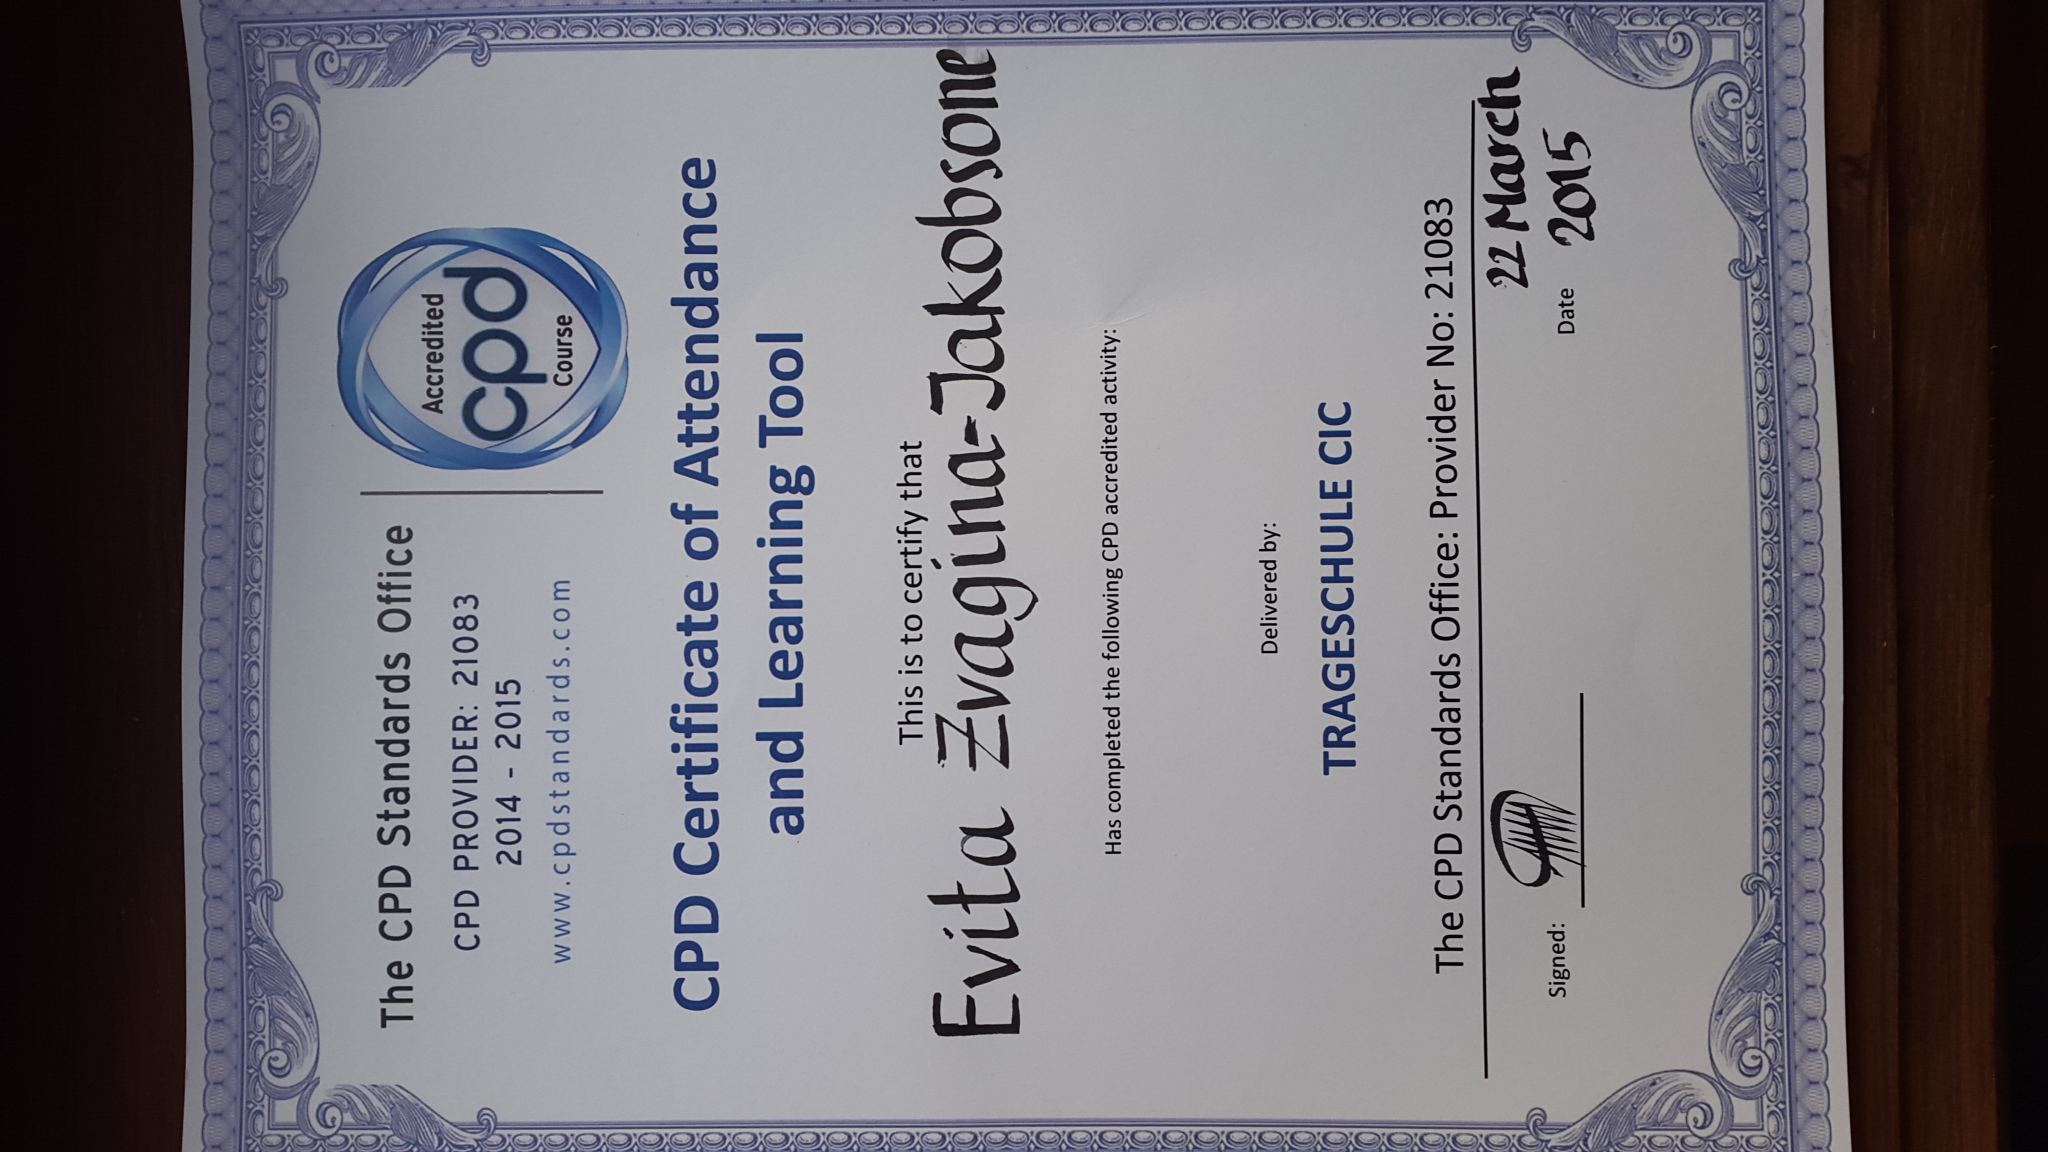 The CPD Standards Office
CPD PROVIDER: 21083
2014 - 2015
www.cpdstandards.com
Accredited
cpd
Course
CPD Certificate of Attendance
and Learning Tool
This is to certify that
Evita Žvagina-Jakobsone
Has completed the following CPD accredited activity:
Delivered by:
TRAGESCHULE CIC
The CPD Standards Office: Provider No: 21083
Signed:
Date
22 March
2015